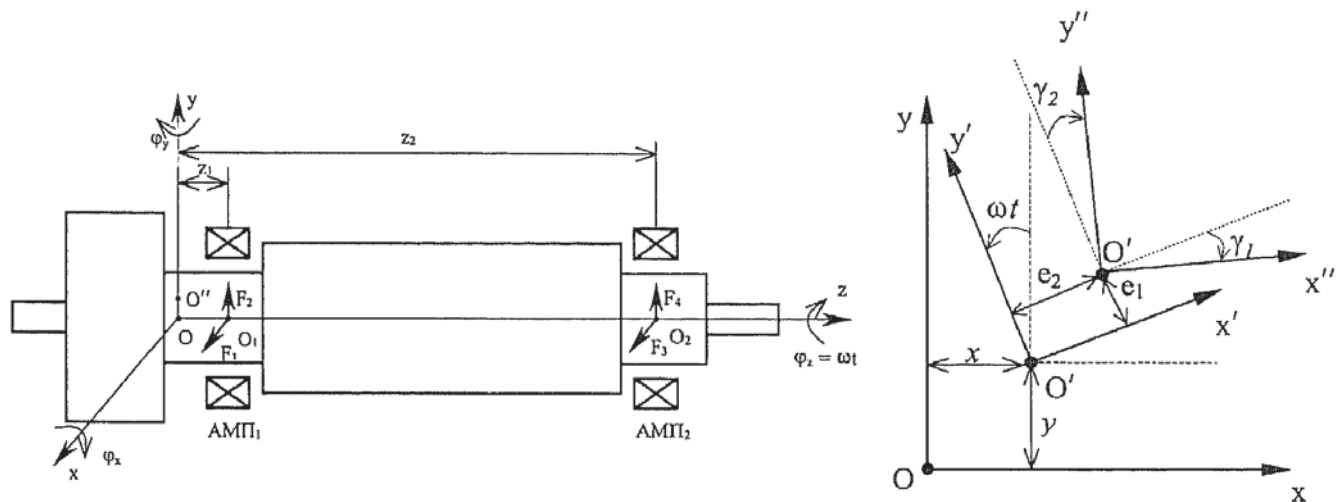 y
φy
z₂
z₁
O''
F₂
F₄
z
O
O₁
O₂
F₁
F₃
φz = ωt
АМП₁
АМП₂
x
φx
y''
γ₂
y
y'
ωt
O'
γ₁
x''
e₂
e₁
x'
x
O'
y
O
x